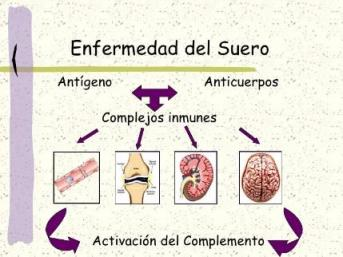 Enfermedad del Suero
Antígeno Anticuerpos
Complejos inmunes
Activación del Complemento